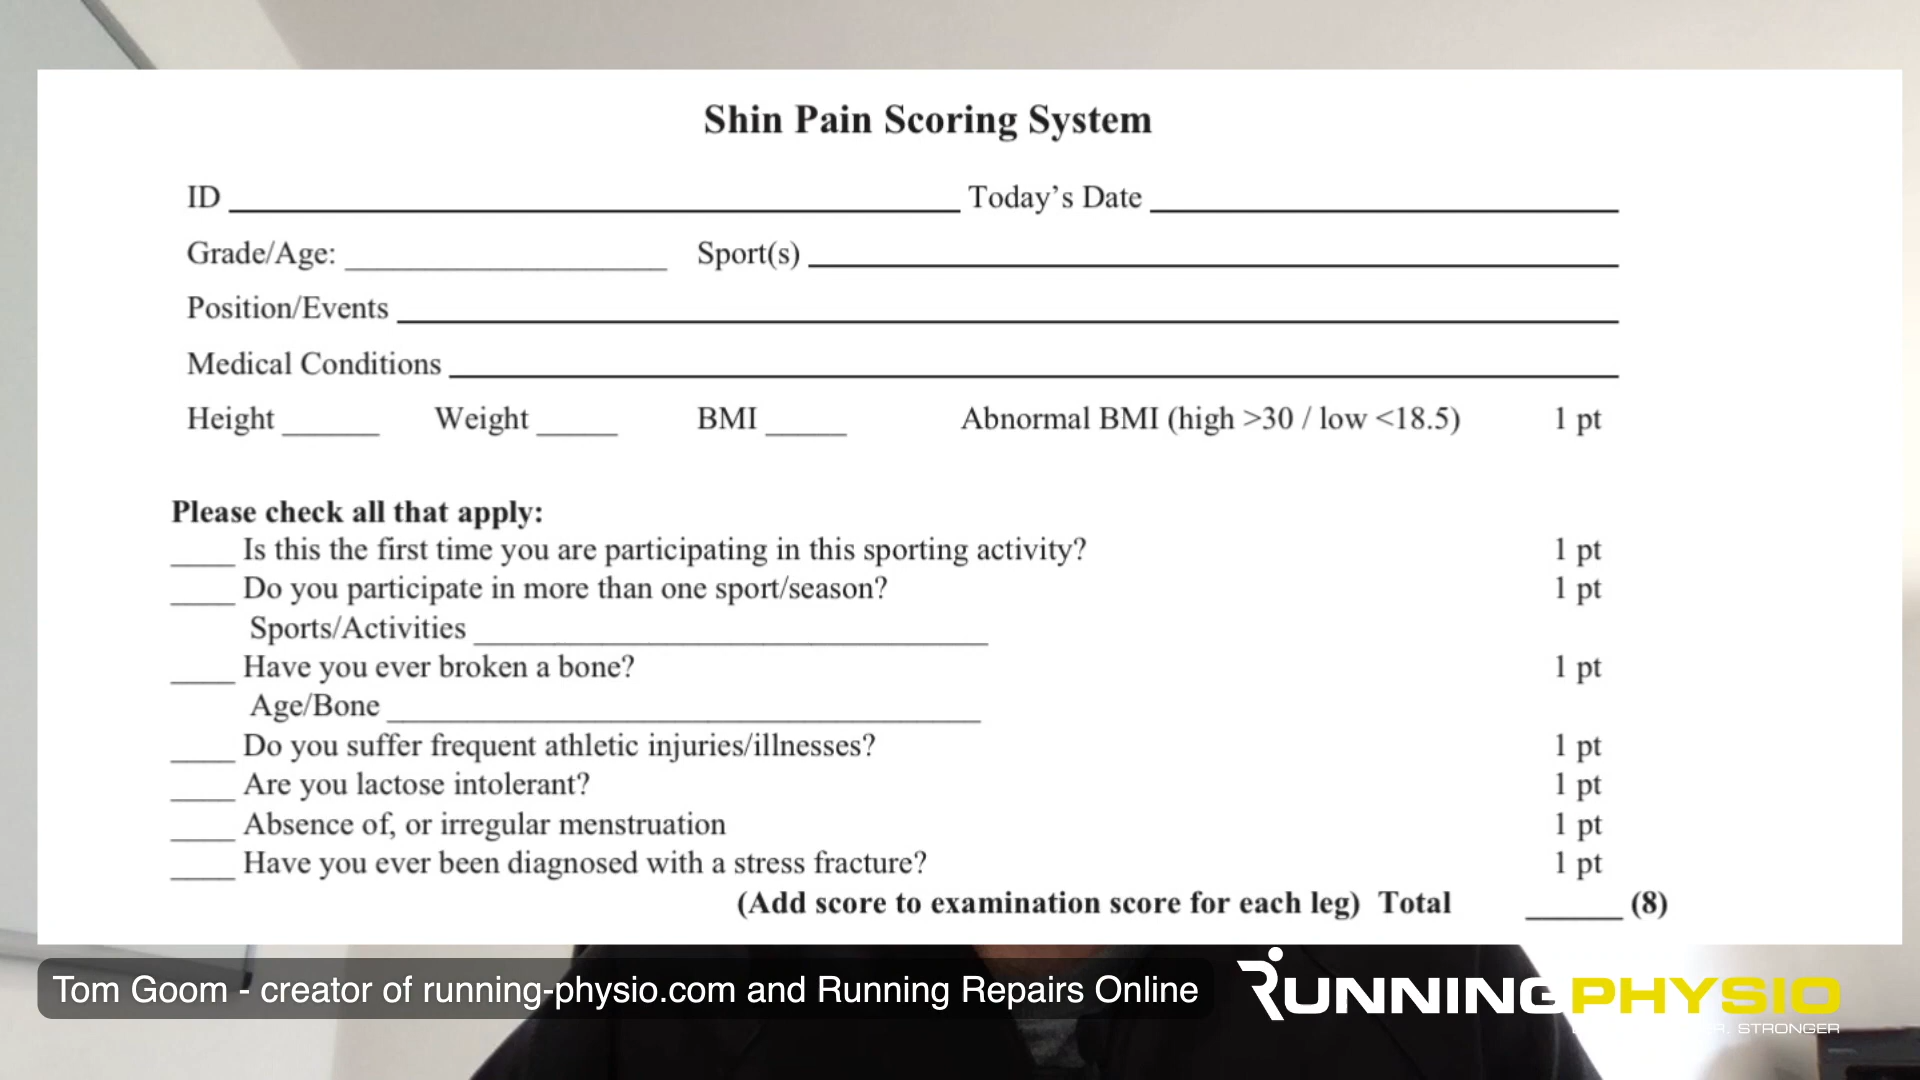 Shin Pain Scoring System
ID Today's Date
Grade/Age: Sport(s)
Position/Events
Medical Conditions
Height Weight BMI Abnormal BMI (high >30 / low <18.5) 1 pt
Please check all that apply:
Is this the first time you are participating in this sporting activity? 1 pt
Do you participate in more than one sport/season? 1 pt
Sports/Activities
Have you ever broken a bone? 1 pt
Age/Bone
Do you suffer frequent athletic injuries/illnesses? 1 pt
Are you lactose intolerant? 1 pt
Absence of, or irregular menstruation 1 pt
Have you ever been diagnosed with a stress fracture? 1 pt
(Add score to examination score for each leg) Total (8)
Tom Goom - creator of running-physio.com and Running Repairs Online
RUNNINGPHYSIO
STRONGER